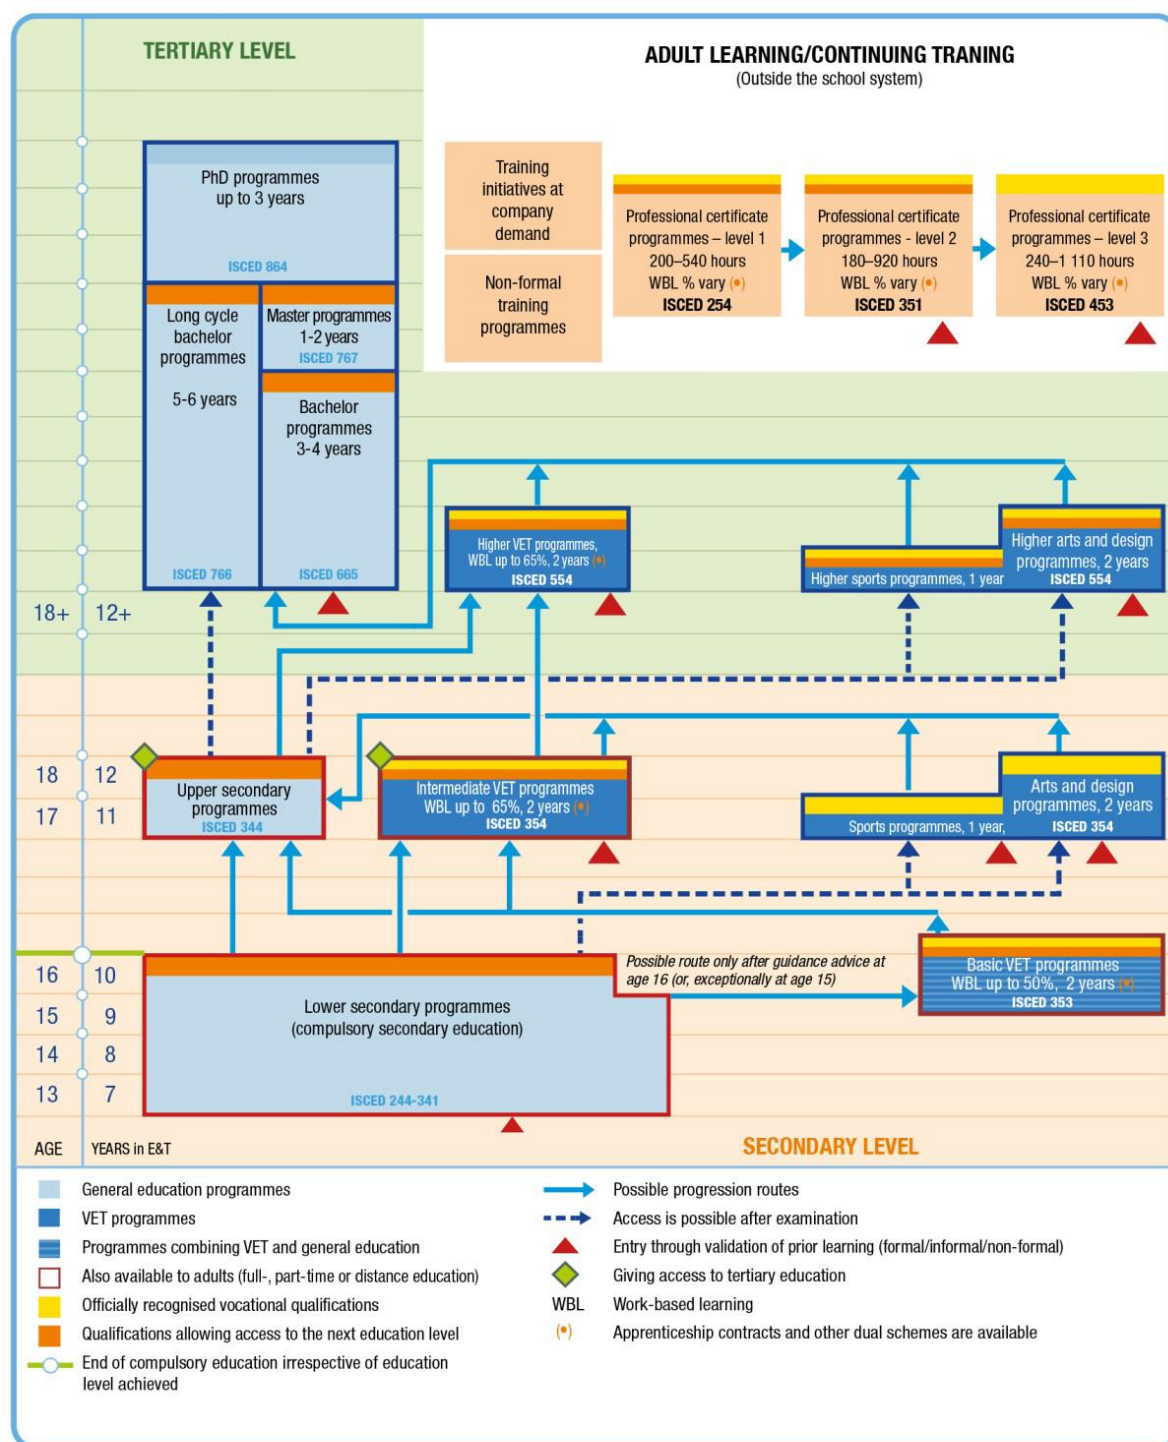 TERTIARY LEVEL
ADULT LEARNING/CONTINUING TRANING
(Outside the school system)
PhD programmes
up to 3 years
ISCED 864
Long cycle
bachelor
programmes
5-6 years
ISCED 766
Master programmes
1-2 years
ISCED 767
Bachelor
programmes
3-4 years
ISCED 665
Training
initiatives at
company
demand
Non-formal
training
programmes
Professional certificate
programmes – level 1
200–540 hours
WBL % vary (•)
ISCED 254
Professional certificate
programmes - level 2
180–920 hours
WBL % vary (•)
ISCED 351
Professional certificate
programmes – level 3
240–1 110 hours
WBL % vary (•)
ISCED 453
Higher VET programmes,
WBL up to 65%, 2 years (•)
ISCED 554
Higher sports programmes, 1 year
Higher arts and design
programmes, 2 years
ISCED 554
18+ 12+
18 12
17 11
Upper secondary
programmes
ISCED 344
Intermediate VET programmes
WBL up to 65%, 2 years (•)
ISCED 354
Sports programmes, 1 year,
Arts and design
programmes, 2 years
ISCED 354
16 10
15 9
14 8
13 7
Lower secondary programmes
(compulsory secondary education)
ISCED 244-341
Possible route only after guidance advice at
age 16 (or, exceptionally at age 15)
Basic VET programmes
WBL up to 50%, 2 years (•)
ISCED 353
AGE YEARS in E&T
SECONDARY LEVEL
General education programmes
VET programmes
Programmes combining VET and general education
Also available to adults (full-, part-time or distance education)
Officially recognised vocational qualifications
Qualifications allowing access to the next education level
End of compulsory education irrespective of education
level achieved
Possible progression routes
Access is possible after examination
Entry through validation of prior learning (formal/informal/non-formal)
Giving access to tertiary education
WBL Work-based learning
(•) Apprenticeship contracts and other dual schemes are available